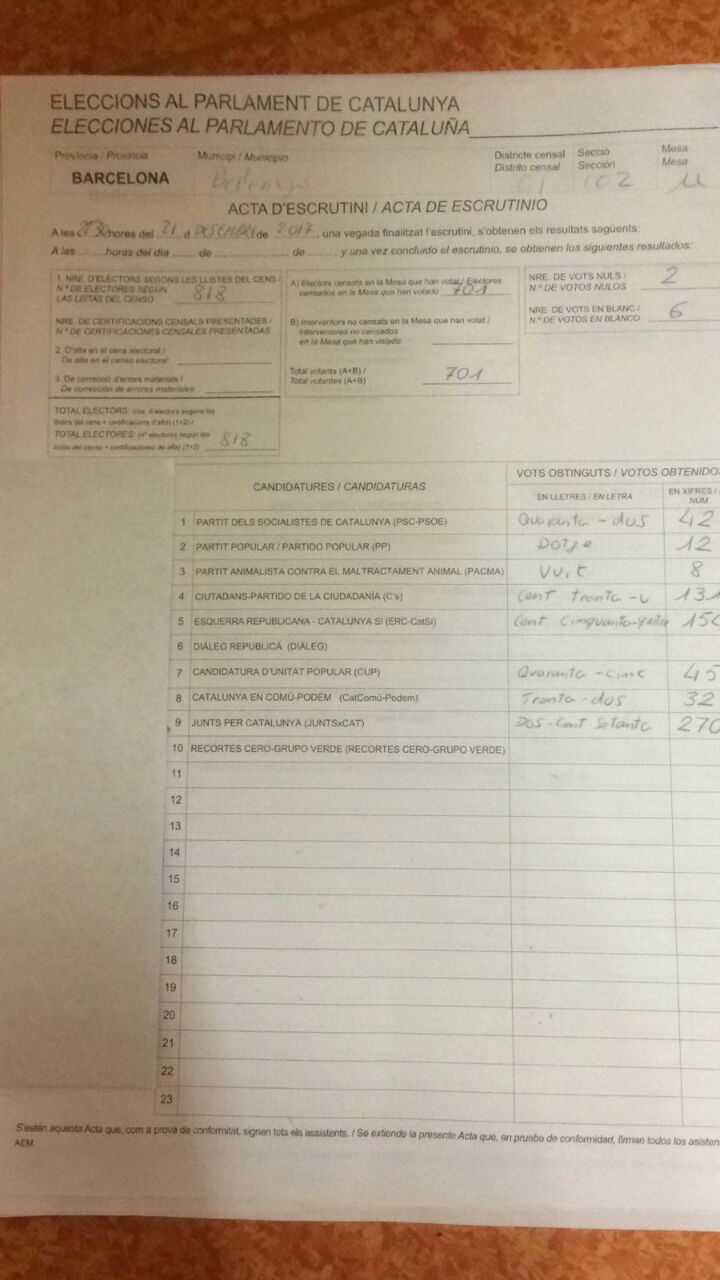 ELECCIONS AL PARLAMENT DE CATALUNYA
ELECCIONES AL PARLAMENTO DE CATALUÑA
Província / Provincia Municipi / Municipio Districte censal Secció Mesa
Distrito censal Sección Mesa
BARCELONA 01 002 U
ACTA D'ESCRUTINI / ACTA DE ESCRUTINIO
A les 23 hores del 21 d DESEMBRE de 2017, una vegada finalitzat l'escrutini, s'obtenen els resultats següents:
A las ........ horas del día ...... de ........................ de ........, y una vez concluido el escrutinio, se obtienen los siguientes resultados:
1. NRE. D'ELECTORS SEGONS LES LLISTES DEL CENS /
N.º DE ELECTORES SEGÚN
LAS LISTAS DEL CENSO 818
NRE. DE CERTIFICACIONS CENSALS PRESENTADES /
N.º DE CERTIFICACIONES CENSALES PRESENTADAS
2. D'alta en el cens electoral /
De alta en el censo electoral:
3. De correcció d'errors materials /
De corrección de errores materiales:
TOTAL ELECTORS: (nre. d'electors segons les
llistes del cens + certificacions d'alta) (1+2) /
TOTAL ELECTORES: (nº electores según las
listas del censo + certificaciones de alta) (1+2) 818
A) Electors censats en la Mesa que han votat / Electores
censados en la Mesa que han votado 701
B) Interventors no censats en la Mesa que han votat /
Interventores no censados
en la Mesa que han votado
Total votants (A+B) /
Total votantes (A+B) 701
NRE. DE VOTS NULS /
N.º DE VOTOS NULOS 2
NRE. DE VOTS EN BLANC /
N.º DE VOTOS EN BLANCO 6
CANDIDATURES / CANDIDATURAS VOTS OBTINGUTS / VOTOS OBTENIDO
EN LLETRES / EN LETRA EN XIFRES /
NÚM
1 PARTIT DELS SOCIALISTES DE CATALUNYA (PSC-PSOE) Quaranta-dos 42
2 PARTIT POPULAR / PARTIDO POPULAR (PP) Dotze 12
3 PARTIT ANIMALISTA CONTRA EL MALTRACTAMENT ANIMAL (PACMA) Vuit 8
4 CIUTADANS-PARTIDO DE LA CIUDADANÍA (C's) Cent trenta-u 131
5 ESQUERRA REPUBLICANA - CATALUNYA SÍ (ERC-CatSí) Cent Cinquanta-quatre 15
6 DIÀLEG REPUBLICÀ (DIÀLEG)
7 CANDIDATURA D'UNITAT POPULAR (CUP) Quaranta-cinc 45
8 CATALUNYA EN COMÚ-PODEM (CatComú-Podem) Trenta-dos 32
9 JUNTS PER CATALUNYA (JUNTSxCAT) Dos-Cent Setanta 270
10 RECORTES CERO-GRUPO VERDE (RECORTES CERO-GRUPO VERDE)
11
12
13
14
15
16
17
18
19
20
21
22
23
S'estén aquesta Acta que, com a prova de conformitat, signen tots els assistents. / Se extiende la presente Acta que, en prueba de conformidad, firman todos los asisten
AEM